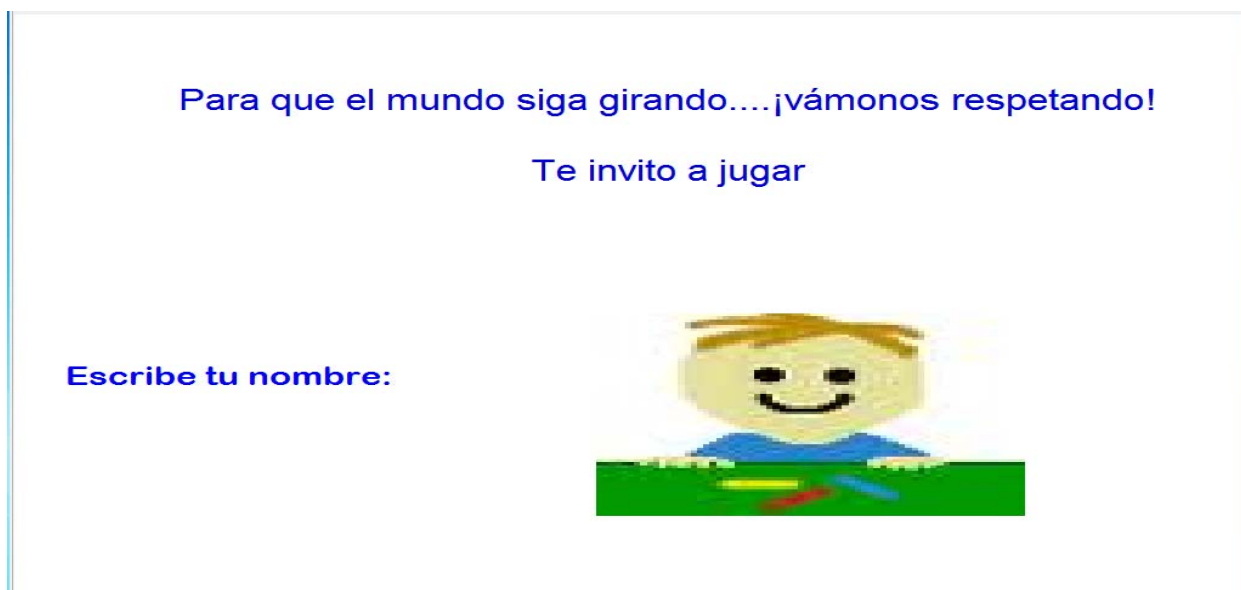 Para que el mundo siga girando....¡vámonos respetando!
Te invito a jugar
Escribe tu nombre: